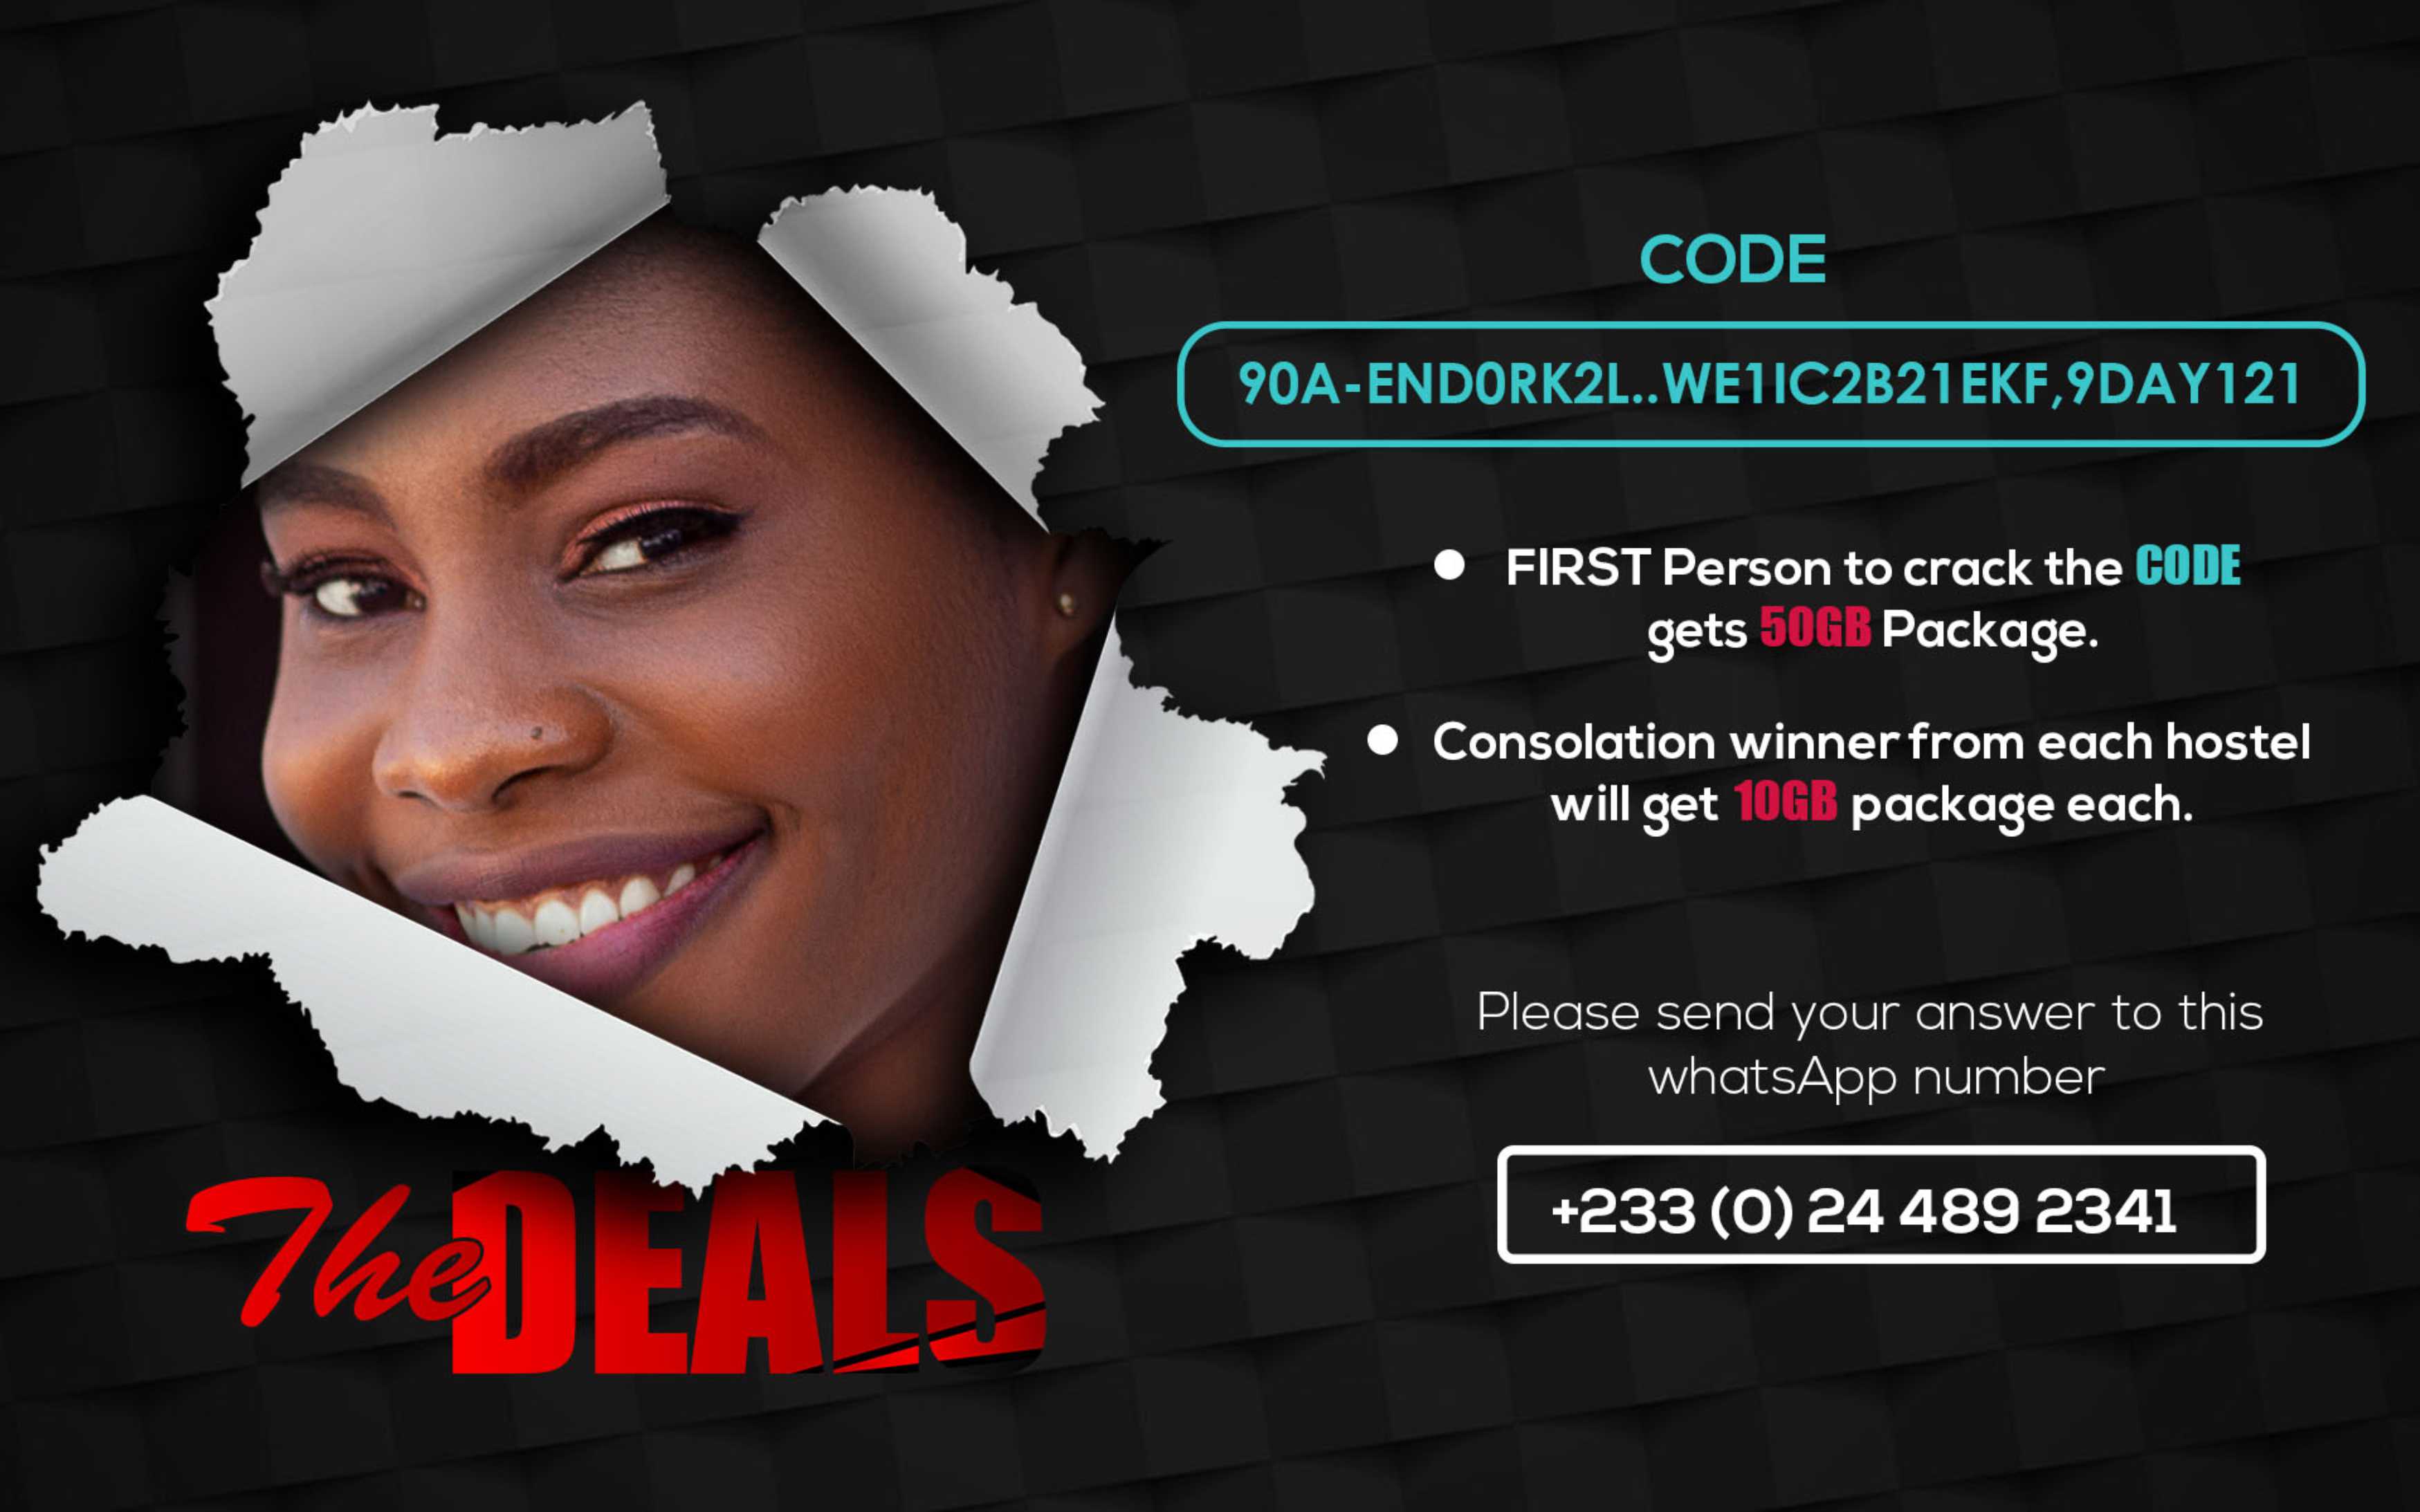 CODE
90A-END0RK2L..WE1IC2B21EKF,9DAY121
● FIRST Person to crack the CODE
gets 50GB Package.
● Consolation winner from each hostel
will get 10GB package each.
Please send your answer to this
whatsApp number
+233 (0) 24 489 2341
The DEALS